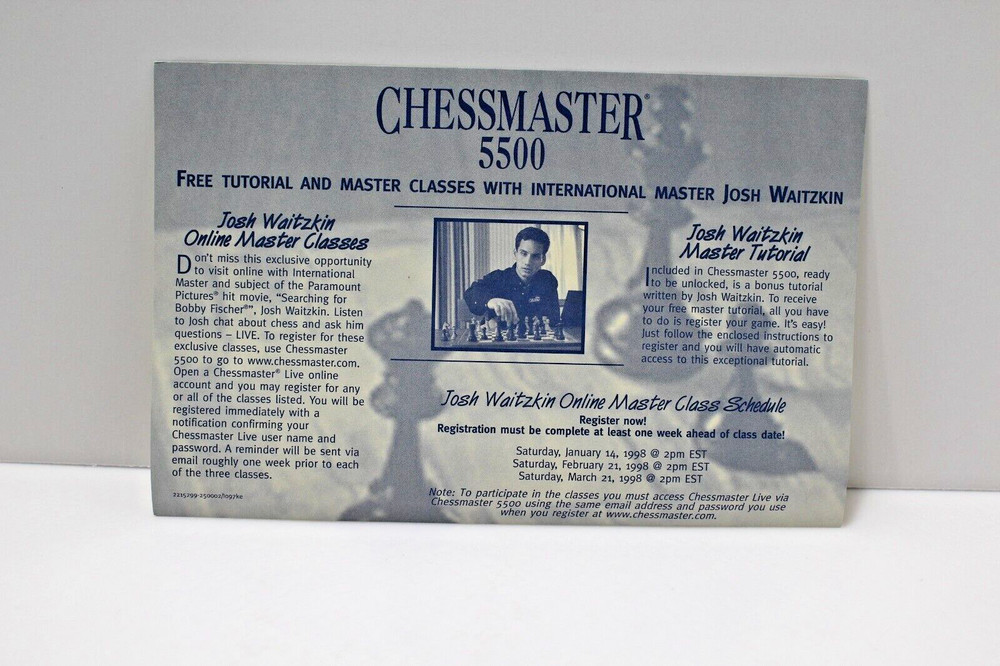 CHESSMASTER®
5500
FREE TUTORIAL AND MASTER CLASSES WITH INTERNATIONAL MASTER JOSH WAITZKIN
Josh Waitzkin
Online Master Classes
Don't miss this exclusive opportunity
to visit online with International
Master and subject of the Paramount
Pictures® hit movie, "Searching for
Bobby Fischer®", Josh Waitzkin. Listen
to Josh chat about chess and ask him
questions – LIVE. To register for these
exclusive classes, use Chessmaster
5500 to go to www.chessmaster.com.
Open a Chessmaster® Live online
account and you may register for any
or all of the classes listed. You will be
registered immediately with a
notification confirming your
Chessmaster Live user name and
password. A reminder will be sent via
email roughly one week prior to each
of the three classes.
2215299-250002/1097ke
Josh Waitzkin
Master Tutorial
Included in Chessmaster 5500, ready
to be unlocked, is a bonus tutorial
written by Josh Waitzkin. To receive
your free master tutorial, all you have
to do is register your game. It's easy!
Just follow the enclosed instructions to
register and you will have automatic
access to this exceptional tutorial.
Josh Waitzkin Online Master Class Schedule
Register now!
Registration must be complete at least one week ahead of class date!
Saturday, January 14, 1998 @ 2pm EST
Saturday, February 21, 1998 @ 2pm EST
Saturday, March 21, 1998 @ 2pm EST
Note: To participate in the classes you must access Chessmaster Live via
Chessmaster 5500 using the same email address and password you use
when you register at www.chessmaster.com.